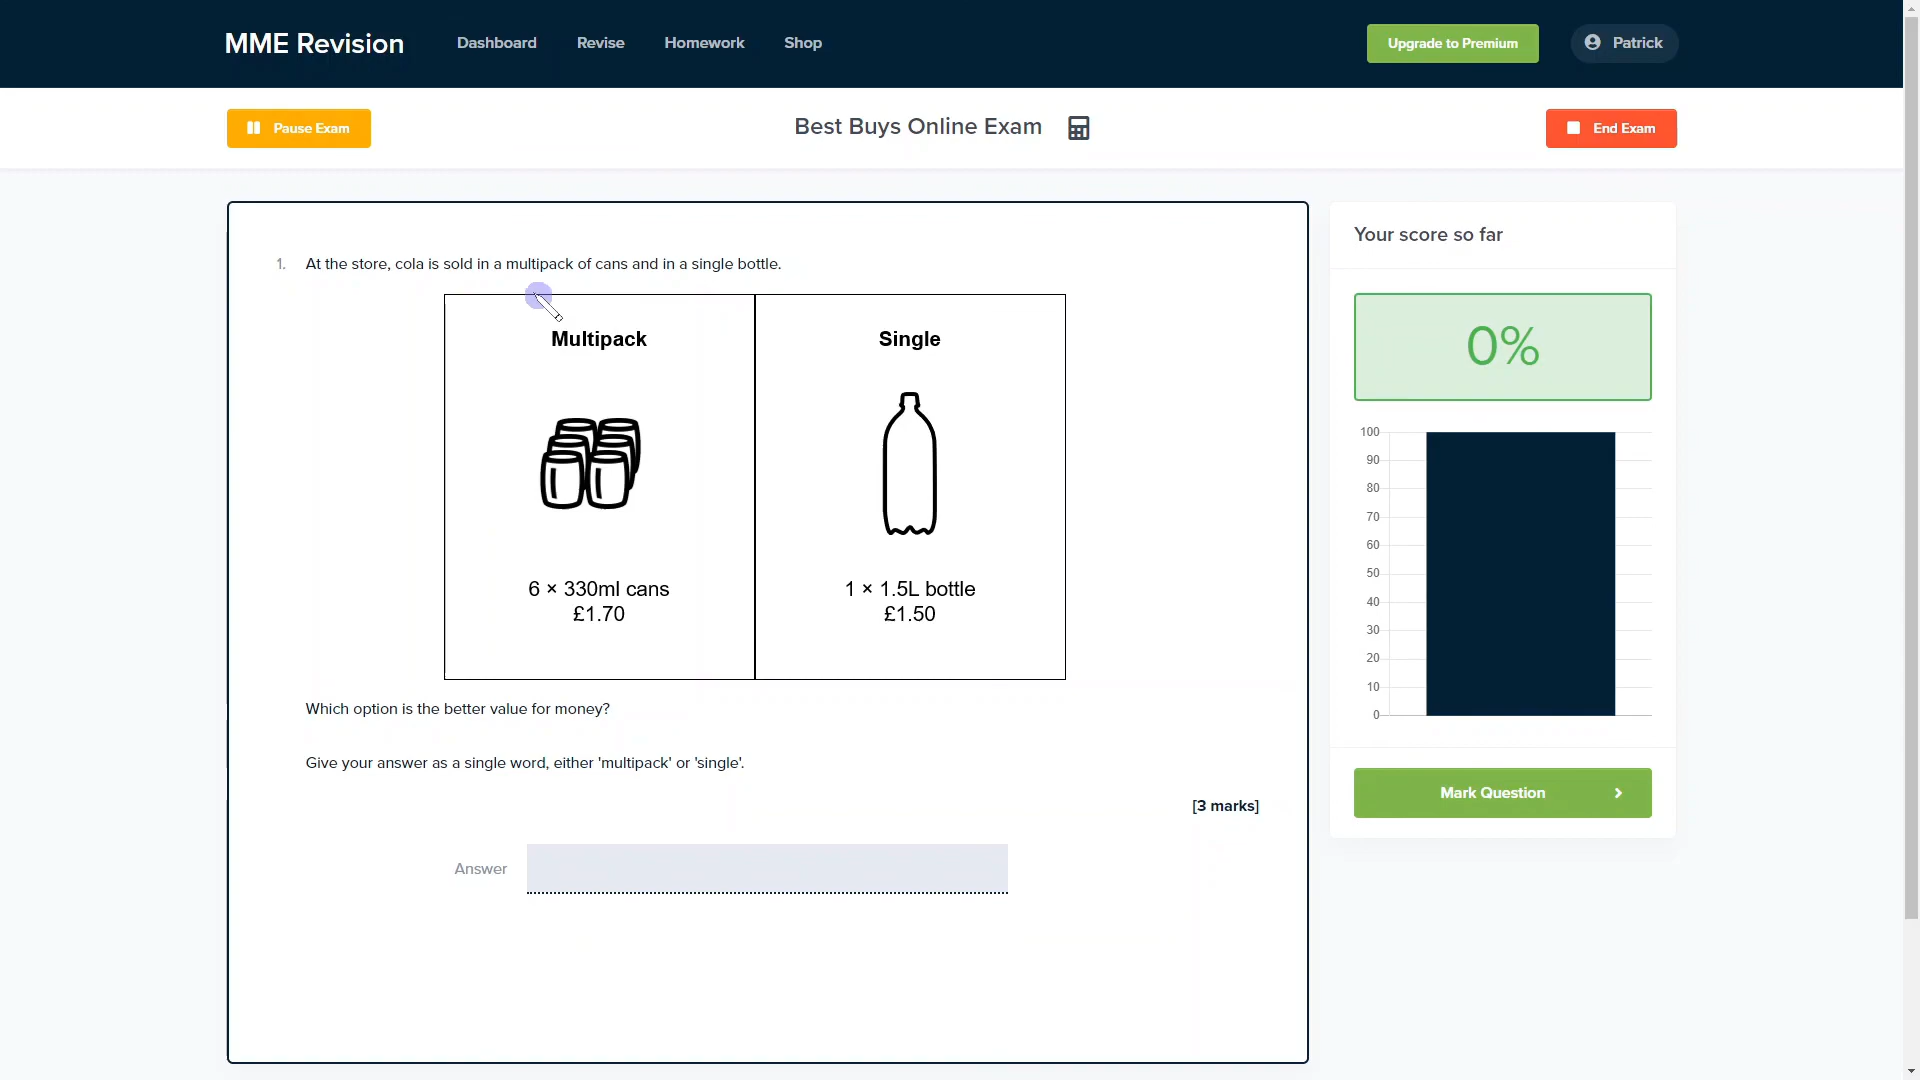 MME Revision
Dashboard
Revise
Homework
Shop
Upgrade to Premium
Patrick
Pause Exam
Best Buys Online Exam
End Exam
1. At the store, cola is sold in a multipack of cans and in a single bottle.
Multipack
6 × 330ml cans
£1.70
Single
1 × 1.5L bottle
£1.50
Which option is the better value for money?
Give your answer as a single word, either 'multipack' or 'single'.
[3 marks]
Answer
Your score so far
0%
100
90
80
70
60
50
40
30
20
10
0
Mark Question